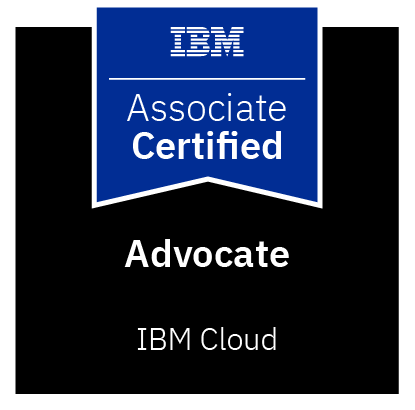 IBM
Associate
Certified
Advocate
IBM Cloud